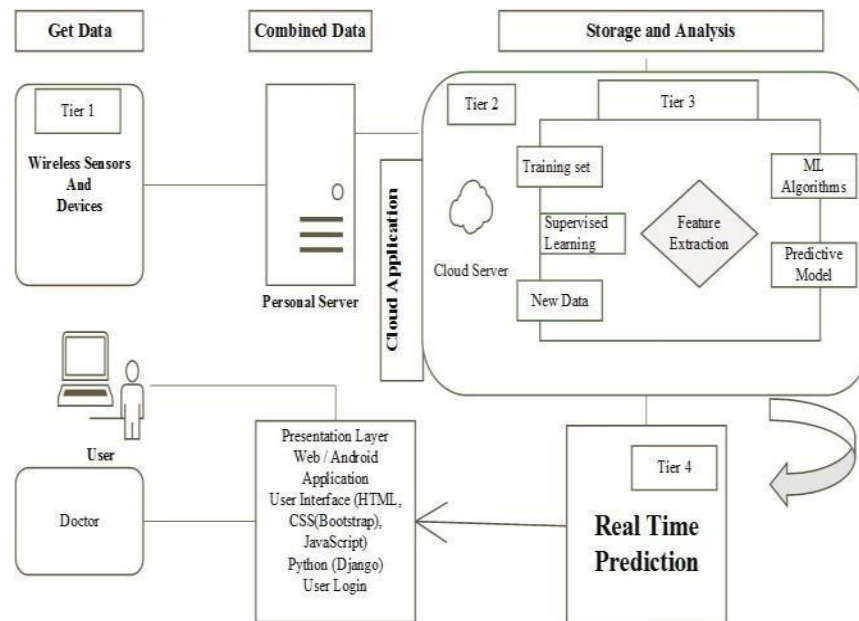 Get Data
Combined Data
Storage and Analysis
Tier 1
Wireless Sensors
And
Devices
Personal Server
Cloud Application
Tier 2
Tier 3
Cloud Server
Training set
Supervised
Learning
New Data
Feature
Extraction
ML
Algorithms
Predictive
Model
User
Doctor
Presentation Layer
Web / Android
Application
User Interface (HTML,
CSS(Bootstrap),
JavaScript)
Python (Django)
User Login
Tier 4
Real Time
Prediction